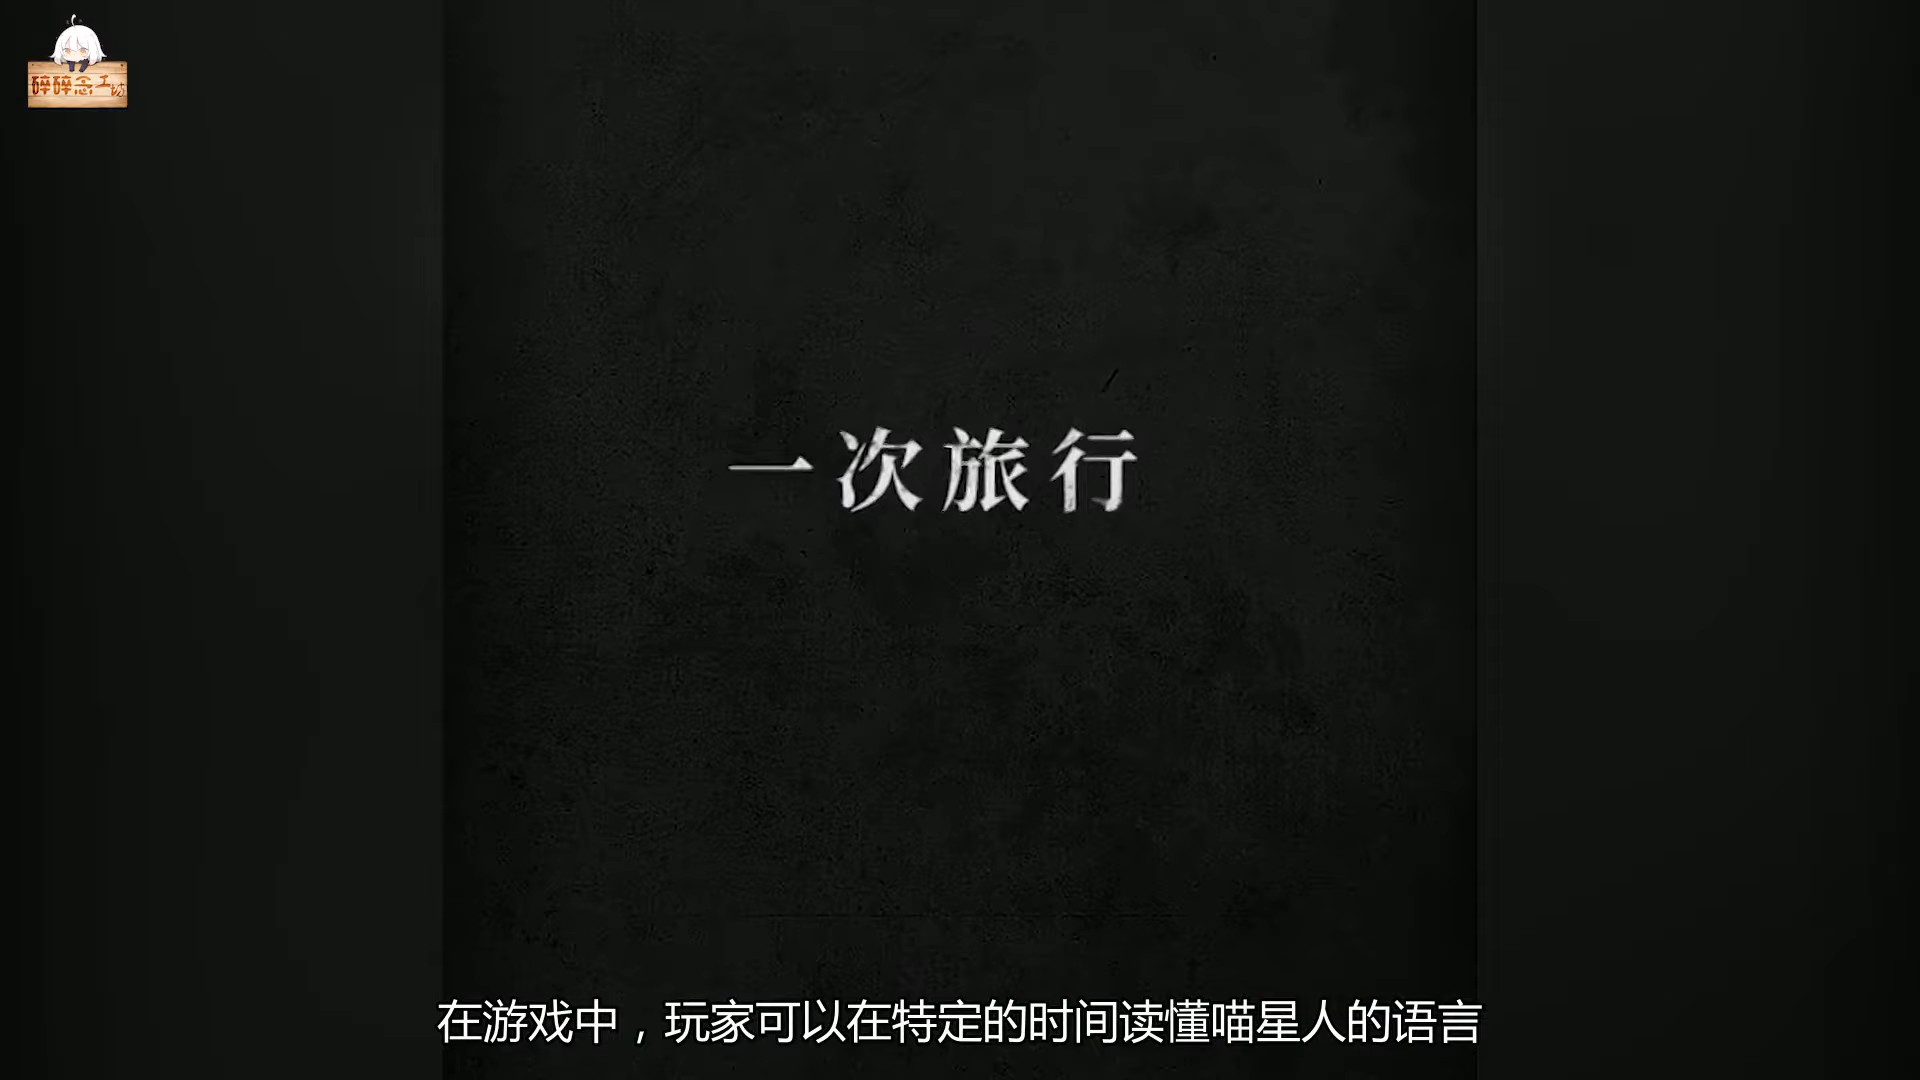 碎碎念工坊
一次旅行
在游戏中，玩家可以在特定的时间读懂喵星人的语言